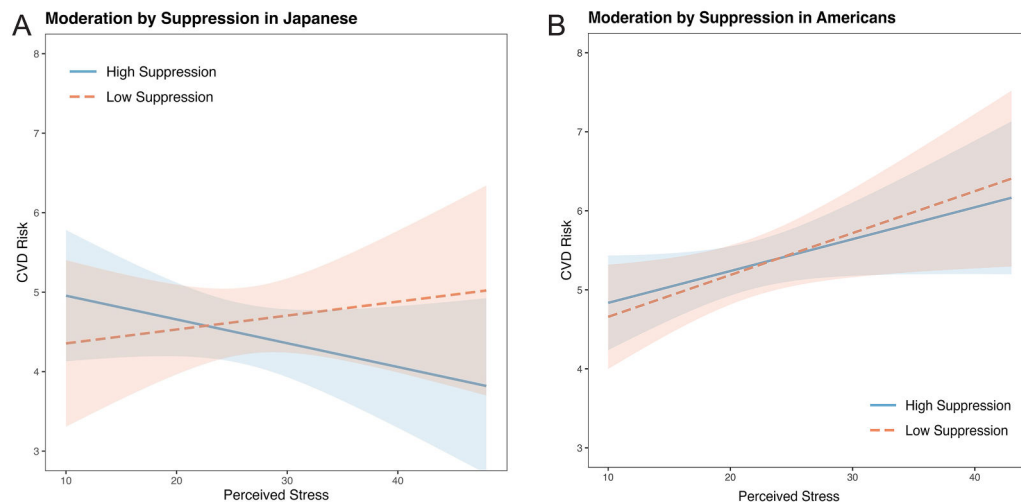 A
Moderation by Suppression in Japanese
8
7
6
5
4
3
CVD Risk
High Suppression
Low Suppression
10
20
30
40
Perceived Stress
B
Moderation by Suppression in Americans
8
7
6
5
4
3
CVD Risk
High Suppression
Low Suppression
10
20
30
40
Perceived Stress